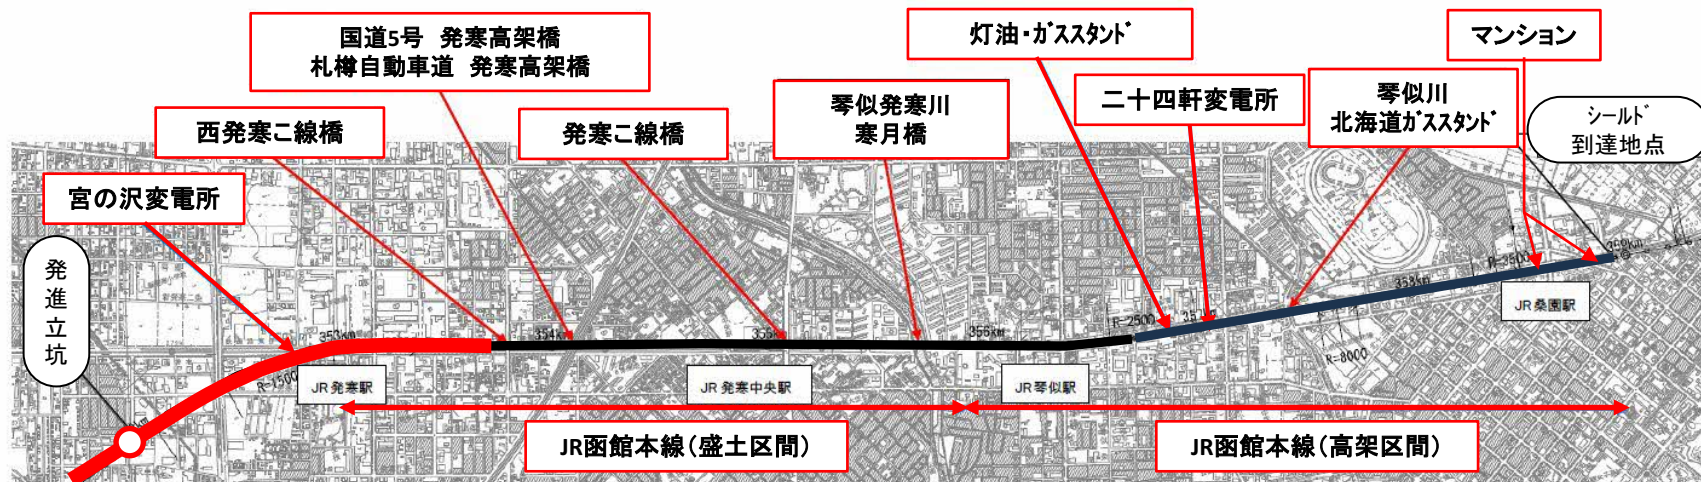 国道5号 発寒高架橋
札樽自動車道 発寒高架橋
灯油・ガススタンド
マンション
西発寒こ線橋
発寒こ線橋
琴似発寒川
寒月橋
二十四軒変電所
琴似川
北海道ガススタンド
シールド
到達地点
宮の沢変電所
発進立坑
353km
354k
356km
R=2500
358km
R=3500
R=1500
R=8000
JR発寒駅
JR発寒中央駅
JR琴似駅
JR桑園駅
JR函館本線(盛土区間)
JR函館本線(高架区間)